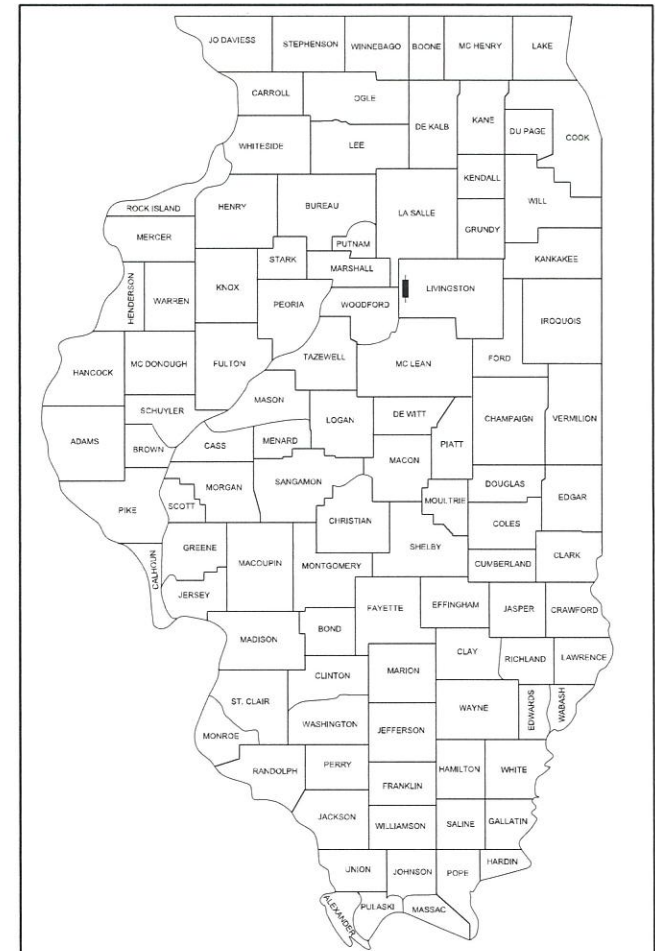 JO DAVIESS STEPHENSON WINNEBAGO BOONE MC HENRY LAKE
CARROLL OGLE DE KALB KANE DU PAGE COOK
WHITESIDE LEE
KENDALL
ROCK ISLAND HENRY BUREAU LA SALLE GRUNDY WILL
MERCER PUTNAM
STARK MARSHALL KANKAKEE
HENDERSON WARREN KNOX PEORIA WOODFORD LIVINGSTON
IROQUOIS
HANCOCK MC DONOUGH FULTON TAZEWELL MC LEAN FORD
MASON
SCHUYLER LOGAN DE WITT CHAMPAIGN VERMILION
ADAMS BROWN CASS MENARD PIATT
MACON
MORGAN SANGAMON DOUGLAS
PIKE SCOTT MOULTRIE EDGAR
CHRISTIAN COLES
GREENE SHELBY CLARK
CALHOUN MACOUPIN MONTGOMERY CUMBERLAND
JERSEY FAYETTE EFFINGHAM JASPER CRAWFORD
MADISON BOND
CLAY RICHLAND LAWRENCE
CLINTON MARION
ST. CLAIR WAYNE EDWARDS WABASH
WASHINGTON JEFFERSON
MONROE
RANDOLPH PERRY HAMILTON WHITE
FRANKLIN
JACKSON WILLIAMSON SALINE GALLATIN
UNION JOHNSON POPE HARDIN
ALEXANDER PULASKI MASSAC